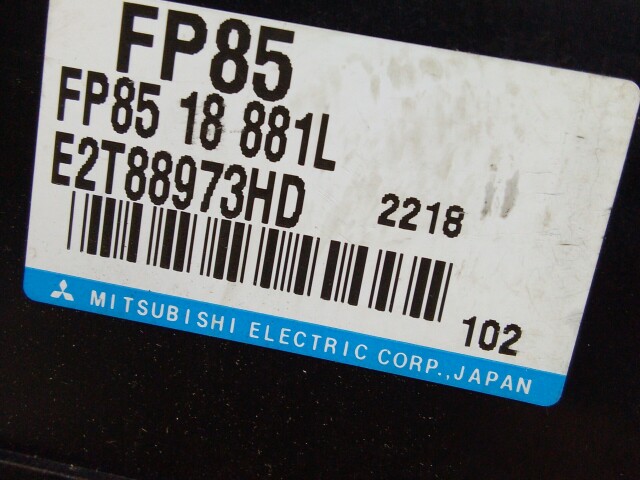 FP85
FP85 18 881L
E2T88973HD 2218
102
MITSUBISHI ELECTRIC CORP., JAPAN